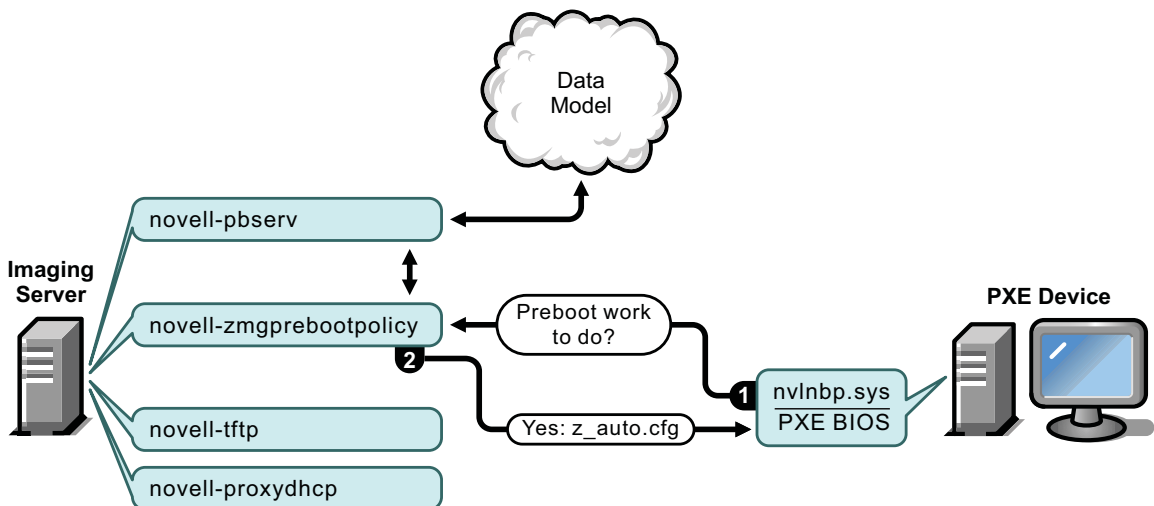 Data
Model
novell-pbserv
Imaging
Server
novell-zmgprebootpolicy
2
Preboot work
to do?
PXE Device
1
nvlnbp.sys
PXE BIOS
Yes: z_auto.cfg
novell-tftp
novell-proxydhcp